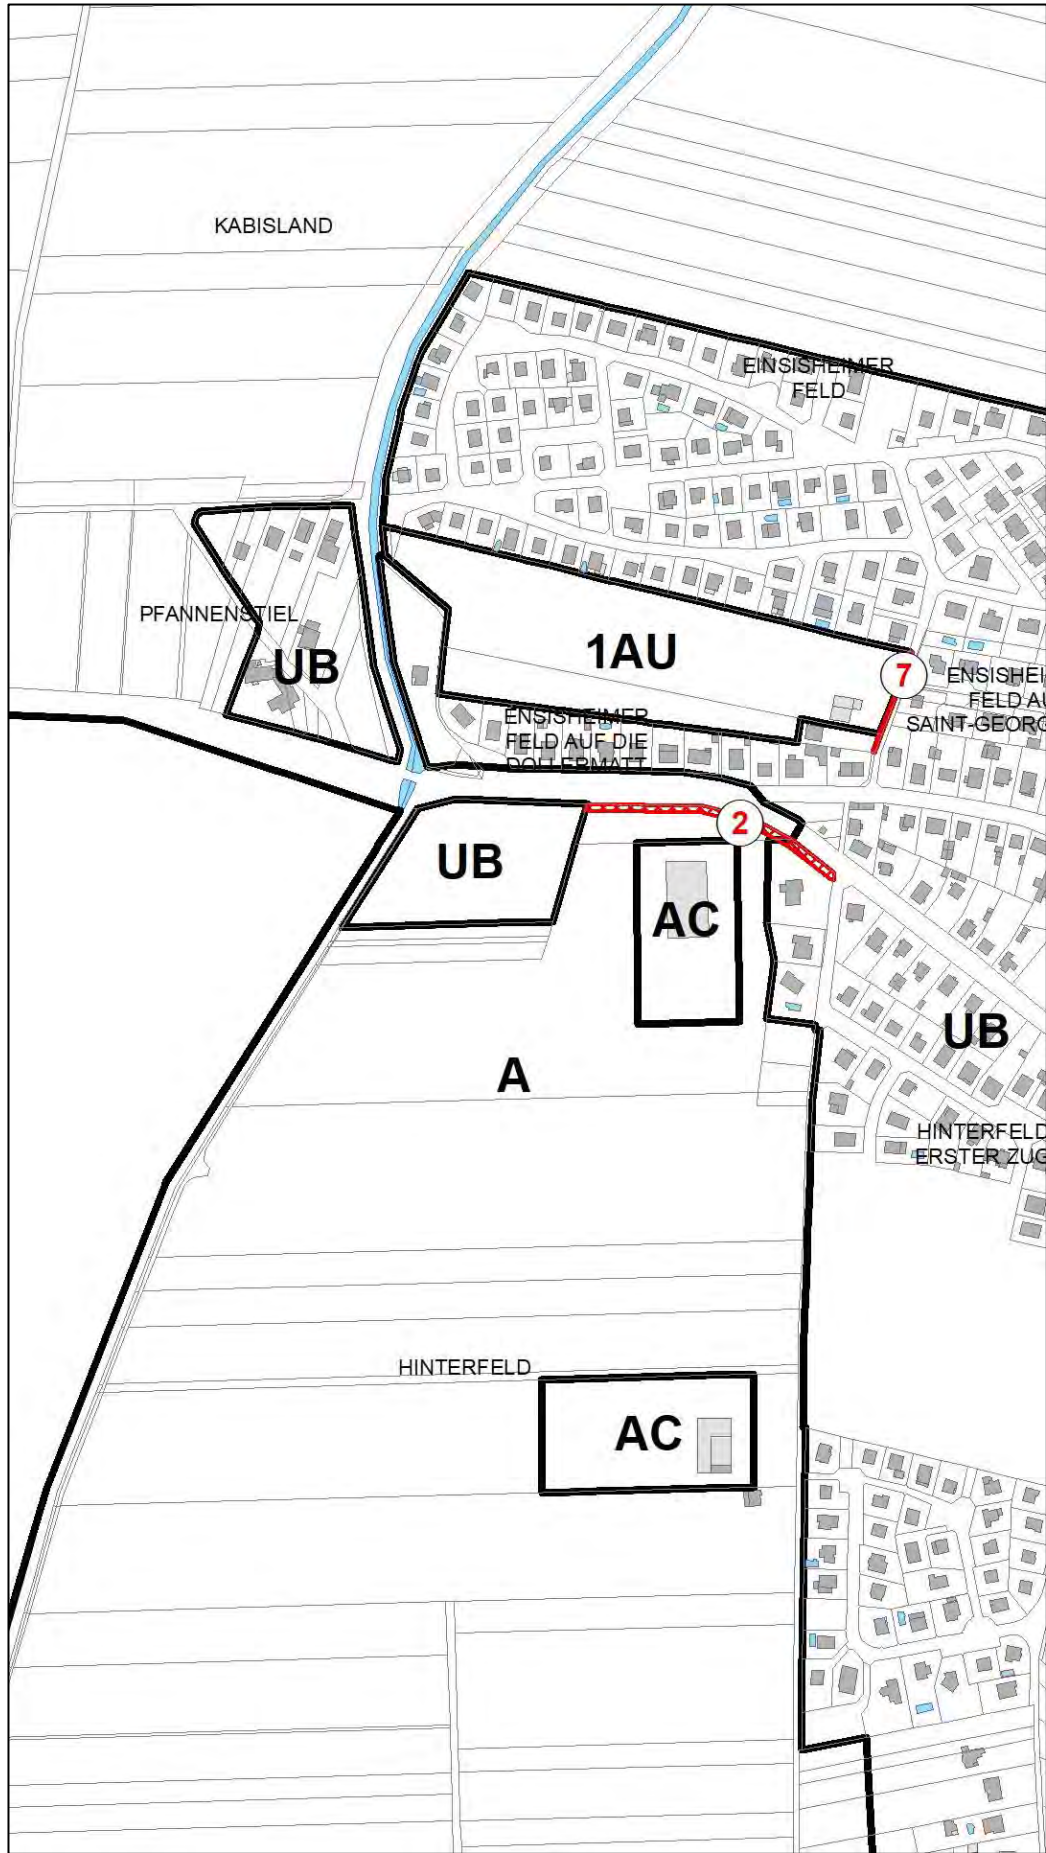 KABISLAND
EINSISHEIMER
FELD
PFANNENSTIEL
UB
1AU
7
ENSISHEI
FELD AU
SAINT-GEORG
ENSISHEIMER
FELD AUF DIE
DOLLERMATT
2
UB
AC
A
UB
HINTERFELD
ERSTER ZUG
HINTERFELD
AC